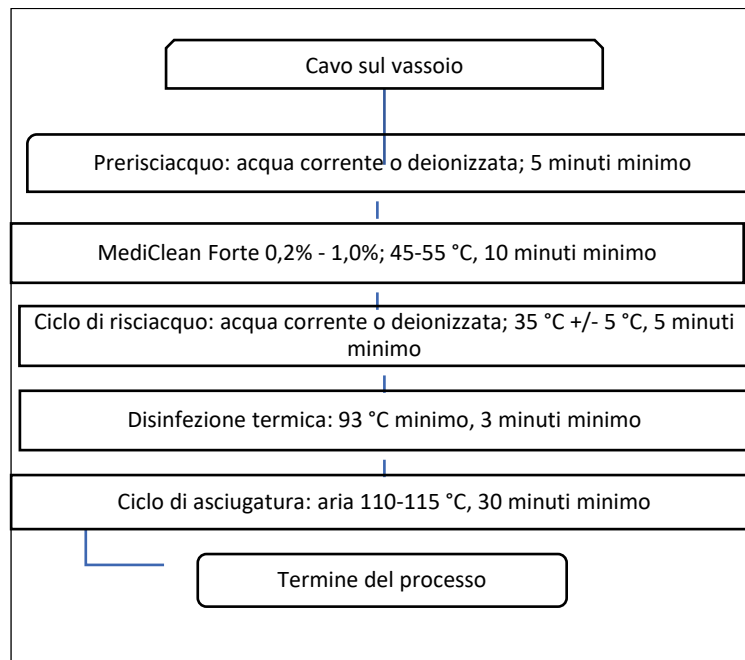 Cavo sul vassoio
Prerisciacquo: acqua corrente o deionizzata; 5 minuti minimo
MediClean Forte 0,2% - 1,0%; 45-55 °C, 10 minuti minimo
Ciclo di risciacquo: acqua corrente o deionizzata; 35 °C +/- 5 °C, 5 minuti
minimo
Disinfezione termica: 93 °C minimo, 3 minuti minimo
Ciclo di asciugatura: aria 110-115 °C, 30 minuti minimo
Termine del processo